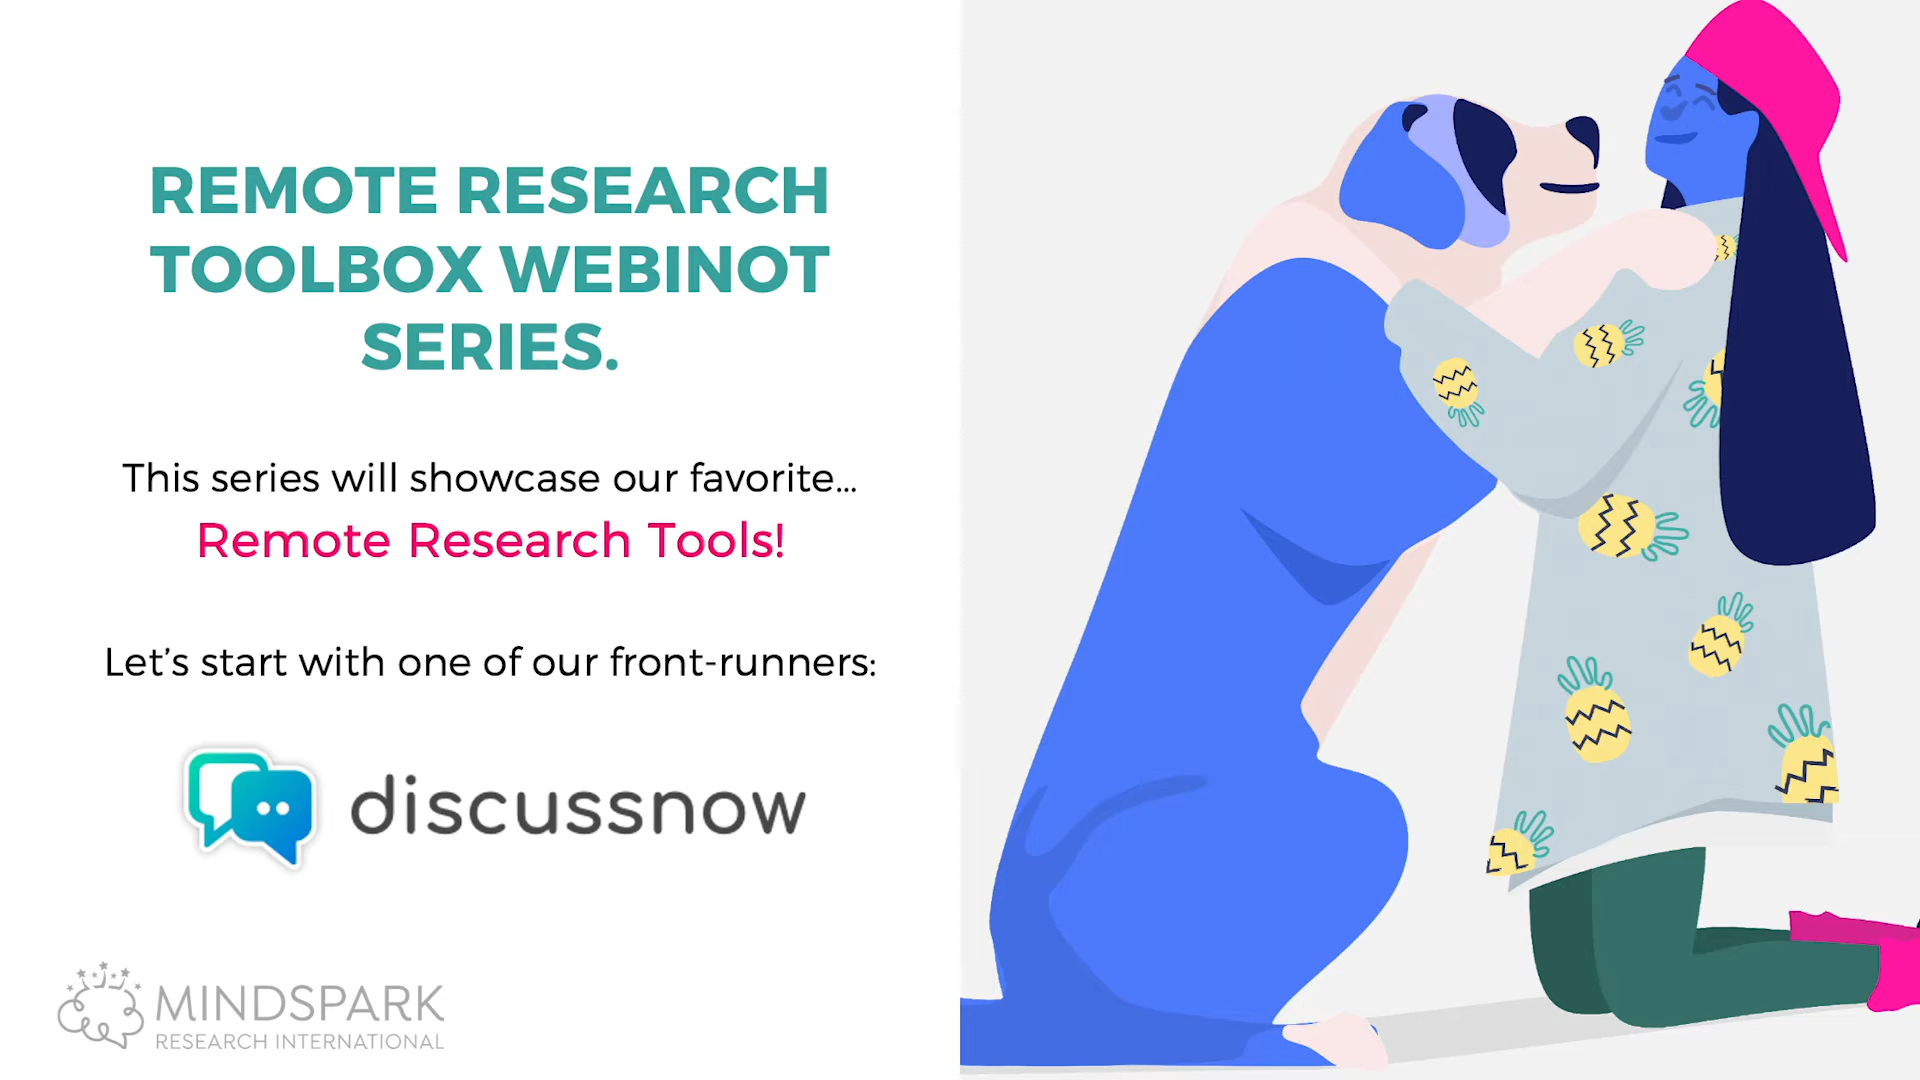 REMOTE RESEARCH
TOOLBOX WEBINOT
SERIES.
This series will showcase our favorite...
Remote Research Tools!
Let’s start with one of our front-runners:
discussnow
MINDSPARK
RESEARCH INTERNATIONAL